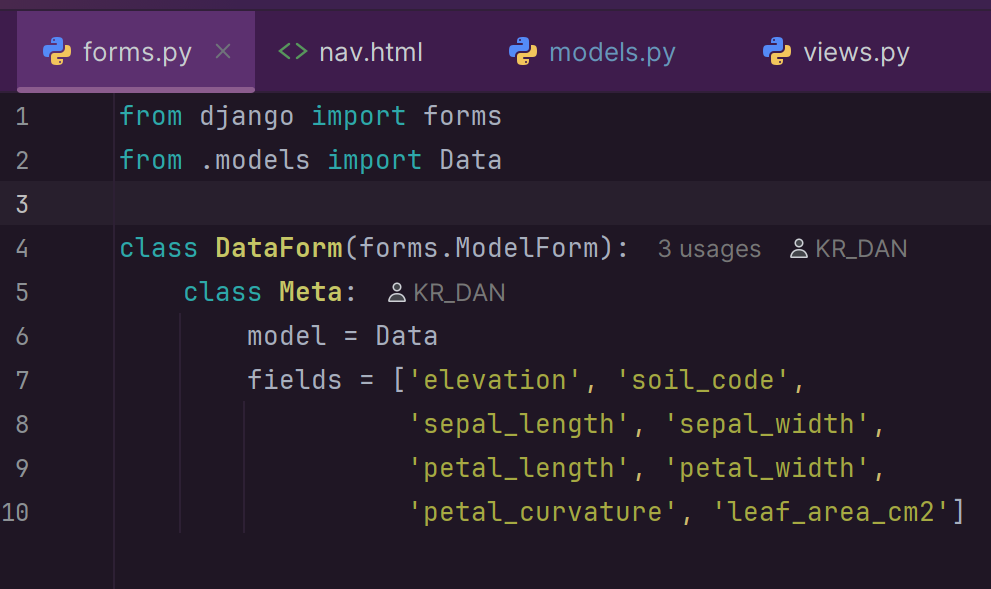 forms.py nav.html models.py views.py
1 from django import forms
2 from .models import Data
3
4 class DataForm(forms.ModelForm): 3 usages KR_DAN
5     class Meta: KR_DAN
6         model = Data
7         fields = ['elevation', 'soil_code',
8                   'sepal_length', 'sepal_width',
9                   'petal_length', 'petal_width',
10                   'petal_curvature', 'leaf_area_cm2']